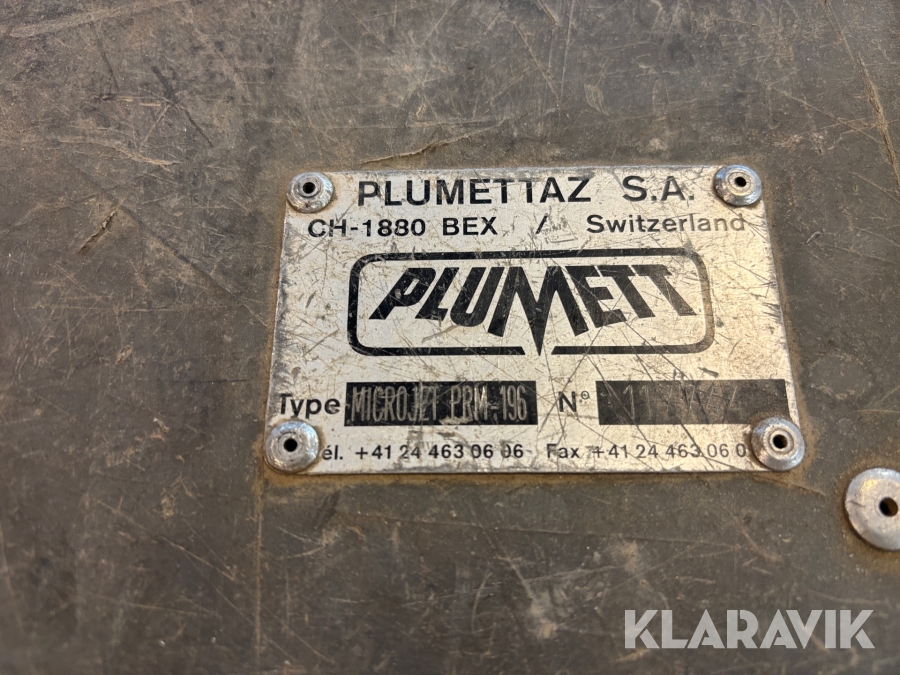 PLUMETTAZ S.A.
CH-1880 BEX / Switzerland
PLUMETT
Type MICROJET PRM-196 N°
él. +41 24 463 06 06 Fax +41 24 463 06 0
KLARAVIK